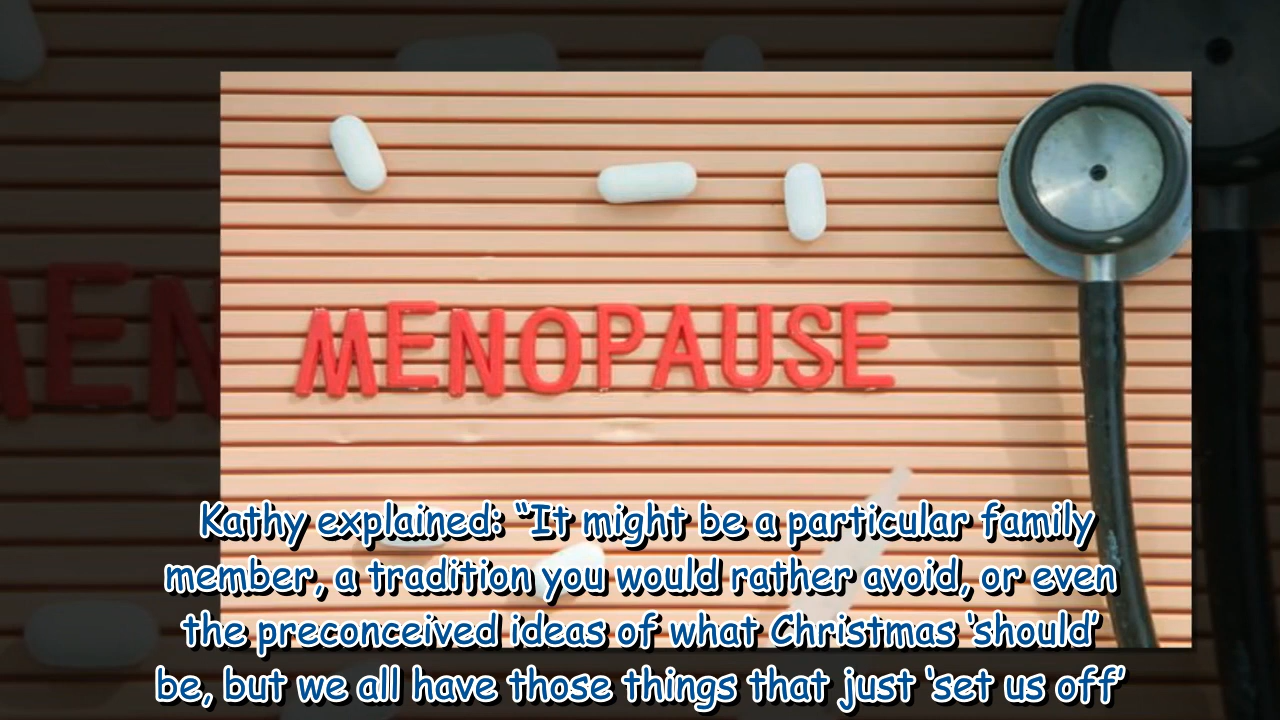 MENOPAUSE
Kathy explained: “It might be a particular family
member, a tradition you would rather avoid, or even
the preconceived ideas of what Christmas ‘should’
be, but we all have those things that just ‘set us off’